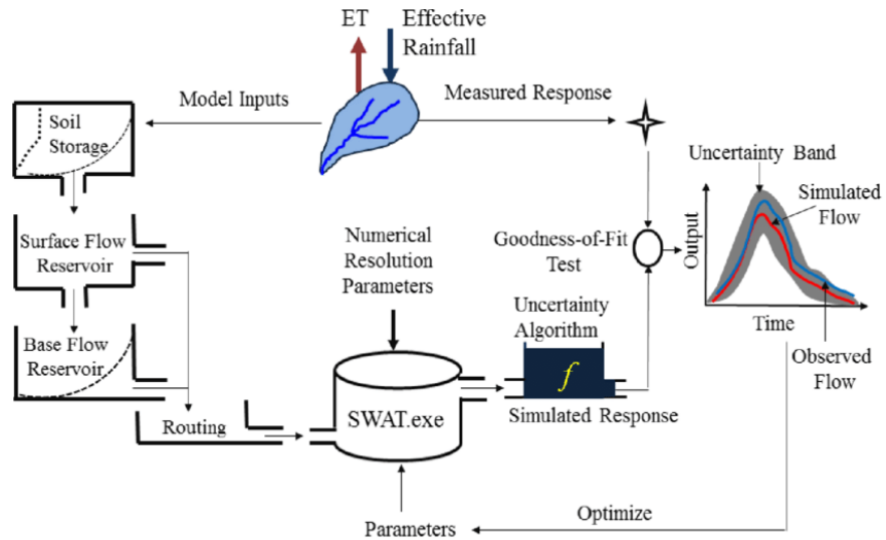 ET
Effective
Rainfall
Model Inputs
Measured Response
Soil
Storage
Uncertainty Band
Simulated
Flow
Surface Flow
Reservoir
Numerical
Resolution
Parameters
Goodness-of-Fit
Test
Output
Uncertainty
Algorithm
Time
Base Flow
Reservoir
Observed
Flow
f
Routing
SWAT.exe
Simulated Response
Parameters
Optimize